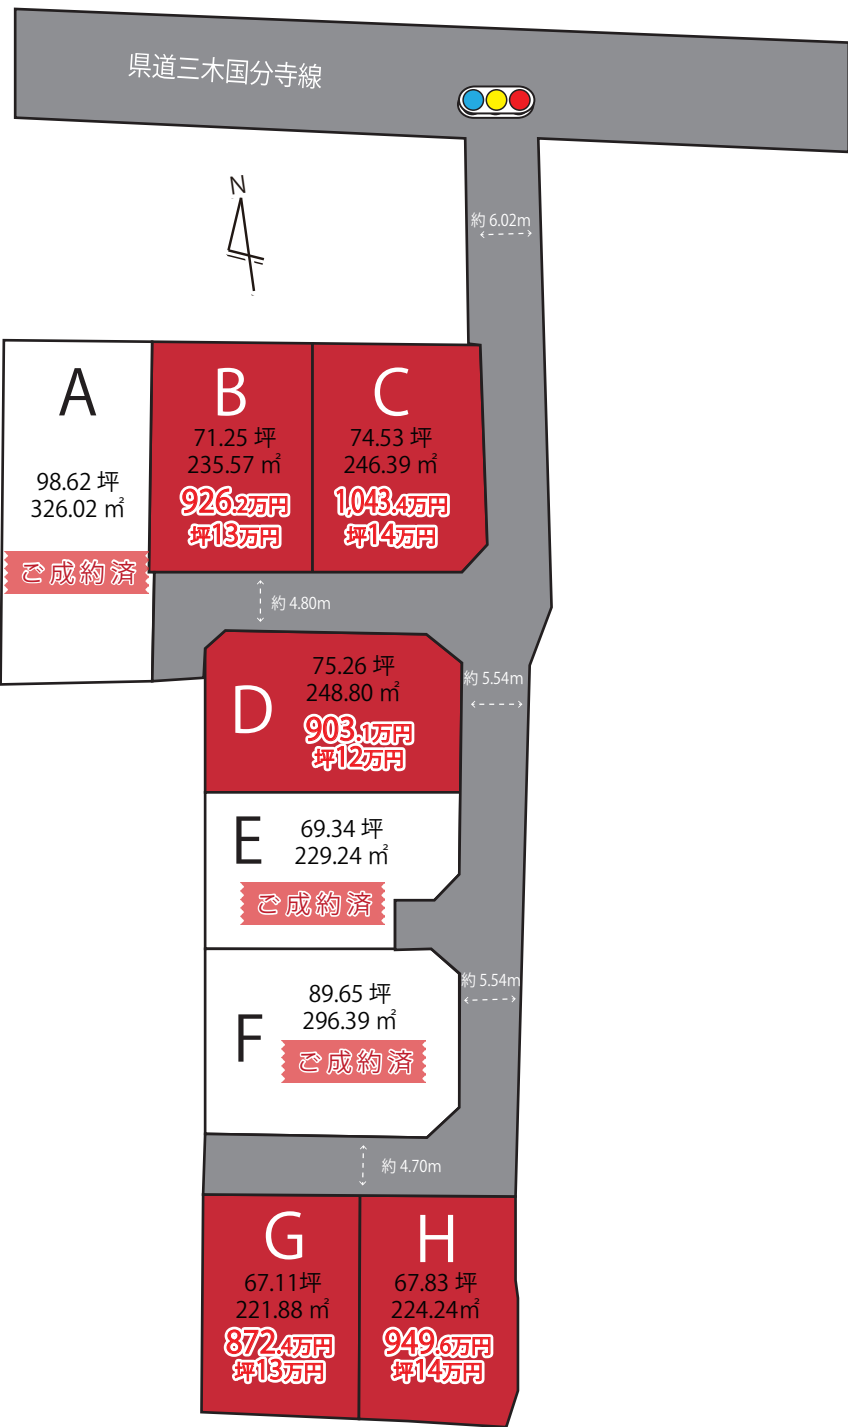 県道三木国分寺線
N
約 6.02m
A
98.62 坪
326.02 ㎡
ご成約済
B
71.25 坪
235.57 ㎡
926.2万円
坪13万円
C
74.53 坪
246.39 ㎡
1,043.4万円
坪14万円
約 4.80m
D
75.26 坪
248.80 ㎡
903.1万円
坪12万円
約 5.54m
E
69.34 坪
229.24 ㎡
ご成約済
F
89.65 坪
296.39 ㎡
ご成約済
約 5.54m
約 4.70m
G
67.11坪
221.88 ㎡
872.4万円
坪13万円
H
67.83 坪
224.24㎡
949.6万円
坪14万円